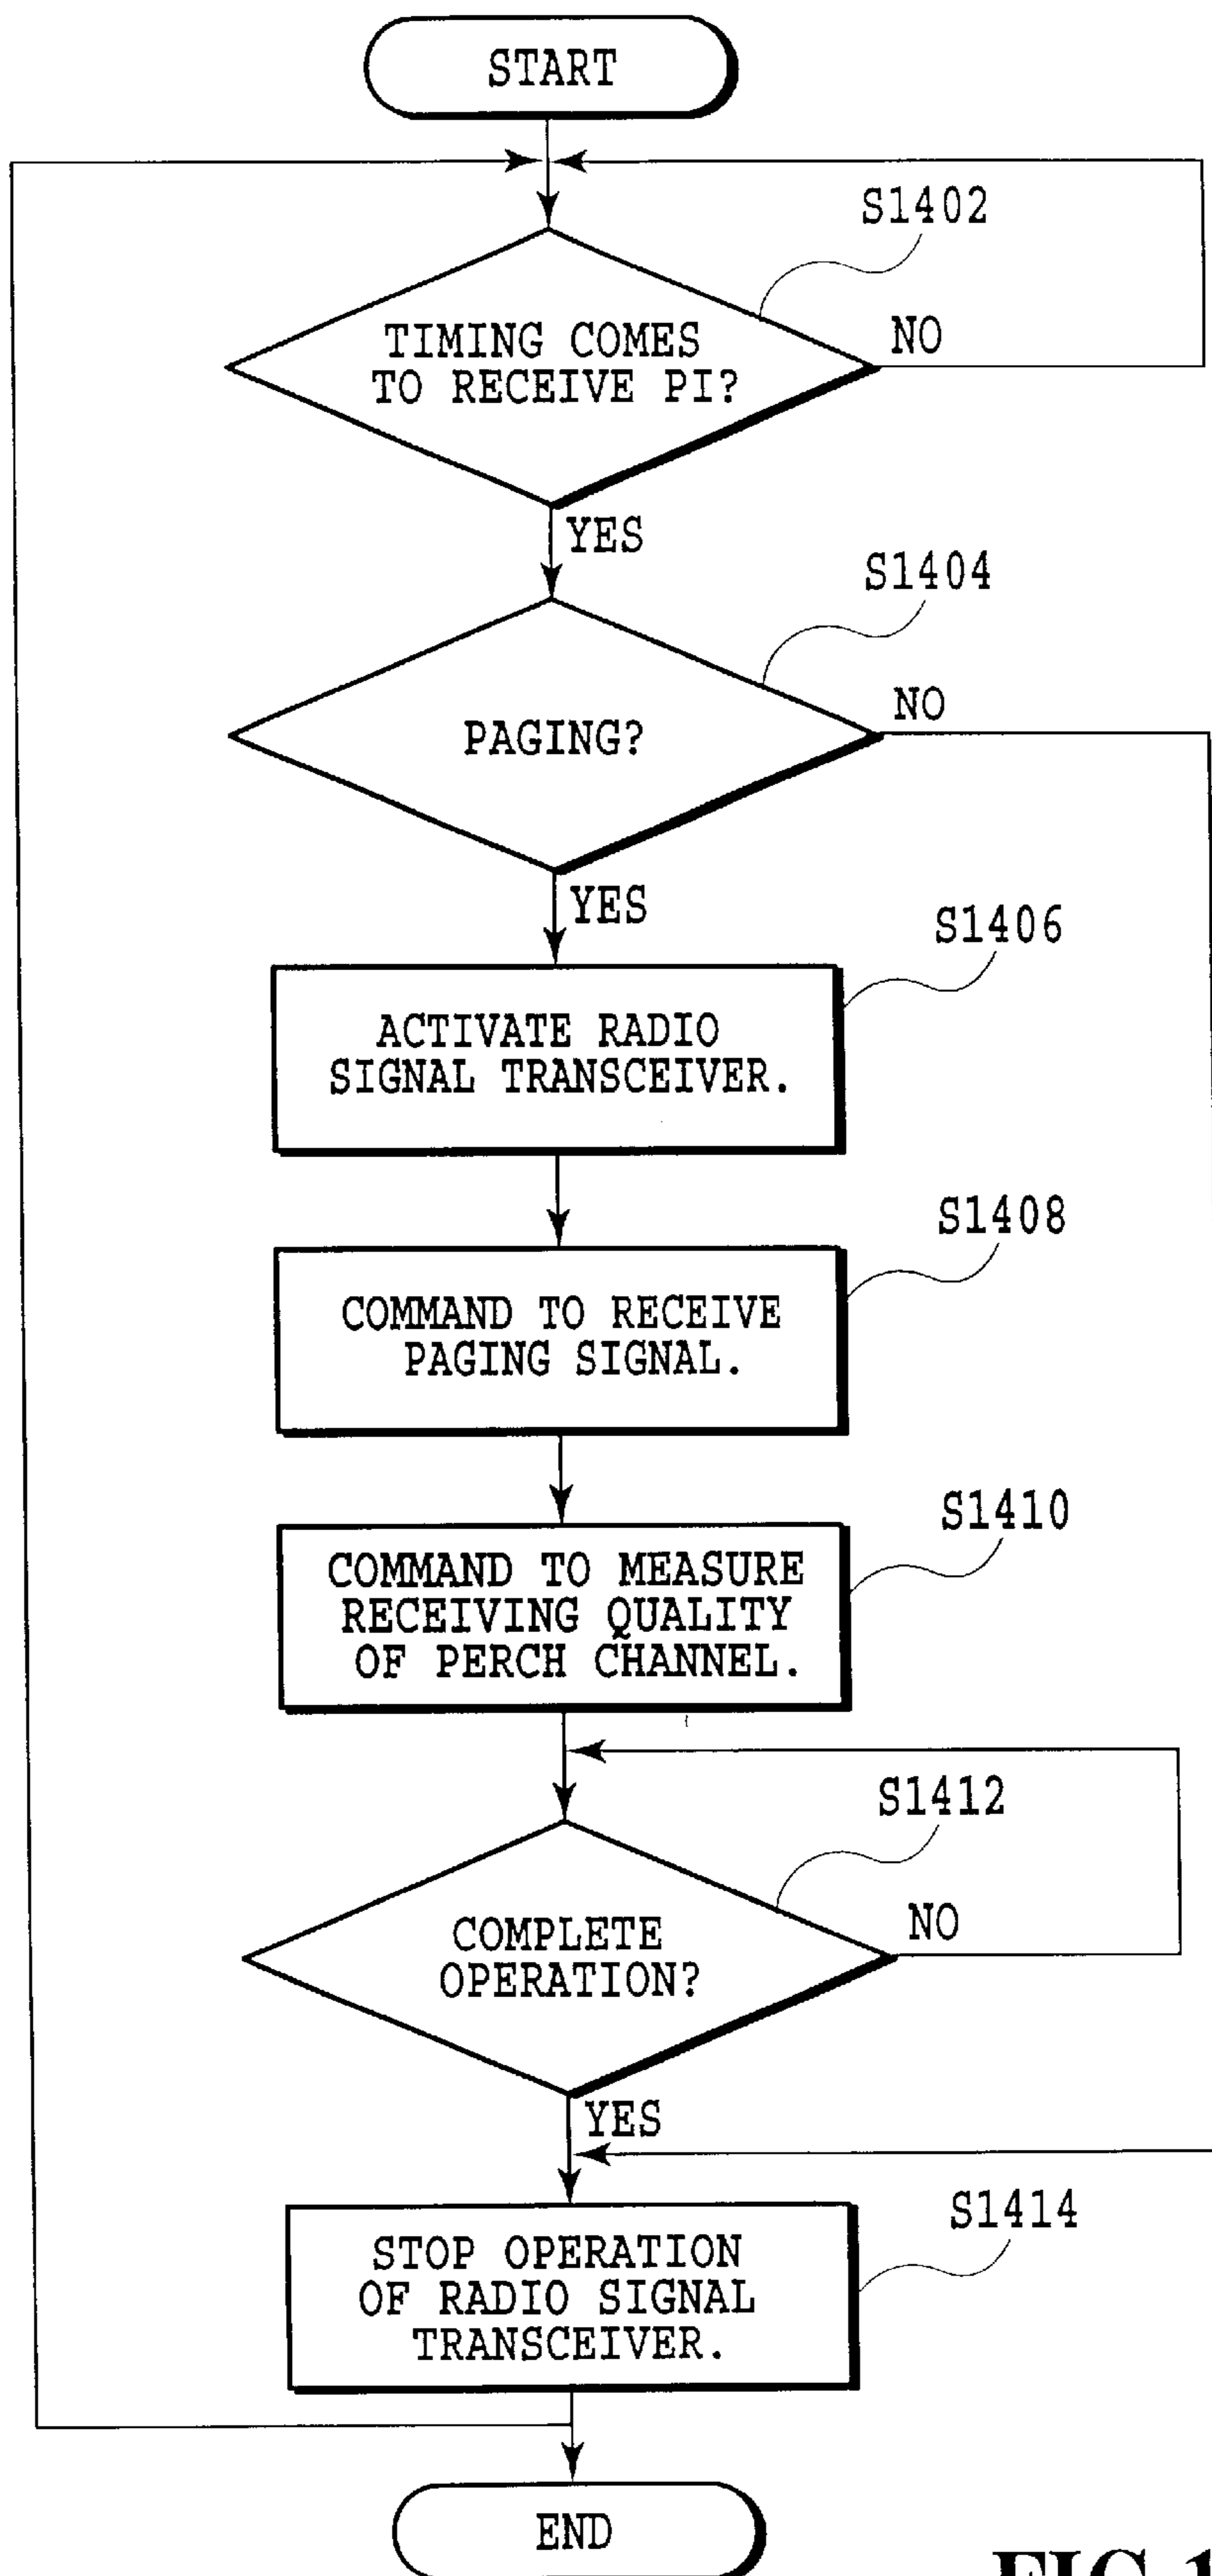 START
S1402
TIMING COMES
TO RECEIVE PI?
NO
YES
S1404
PAGING?
NO
YES
S1406
ACTIVATE RADIO
SIGNAL TRANSCEIVER.
S1408
COMMAND TO RECEIVE
PAGING SIGNAL.
S1410
COMMAND TO MEASURE
RECEIVING QUALITY
OF PERCH CHANNEL.
S1412
COMPLETE
OPERATION?
NO
YES
S1414
STOP OPERATION
OF RADIO SIGNAL
TRANSCEIVER.
END